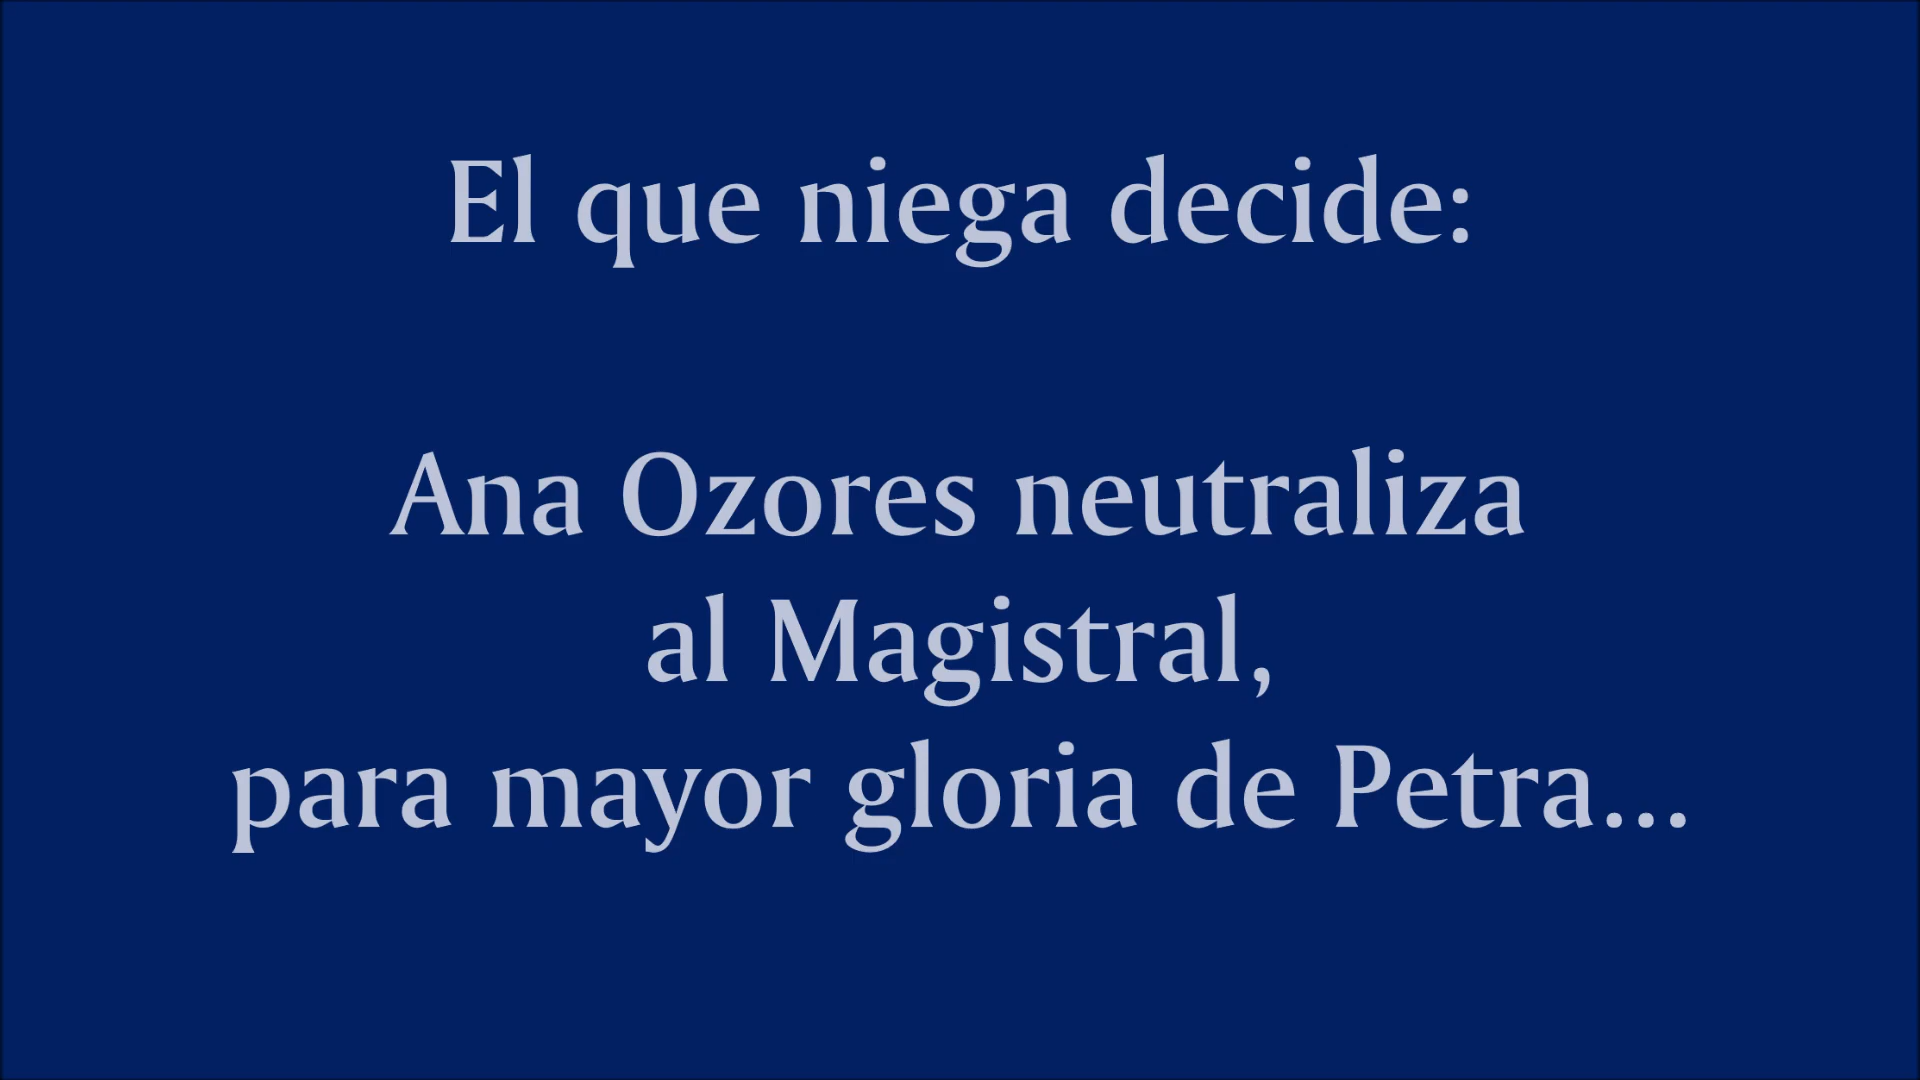 El que niega decide:
Ana Ozores neutraliza
al Magistral,
para mayor gloria de Petra...